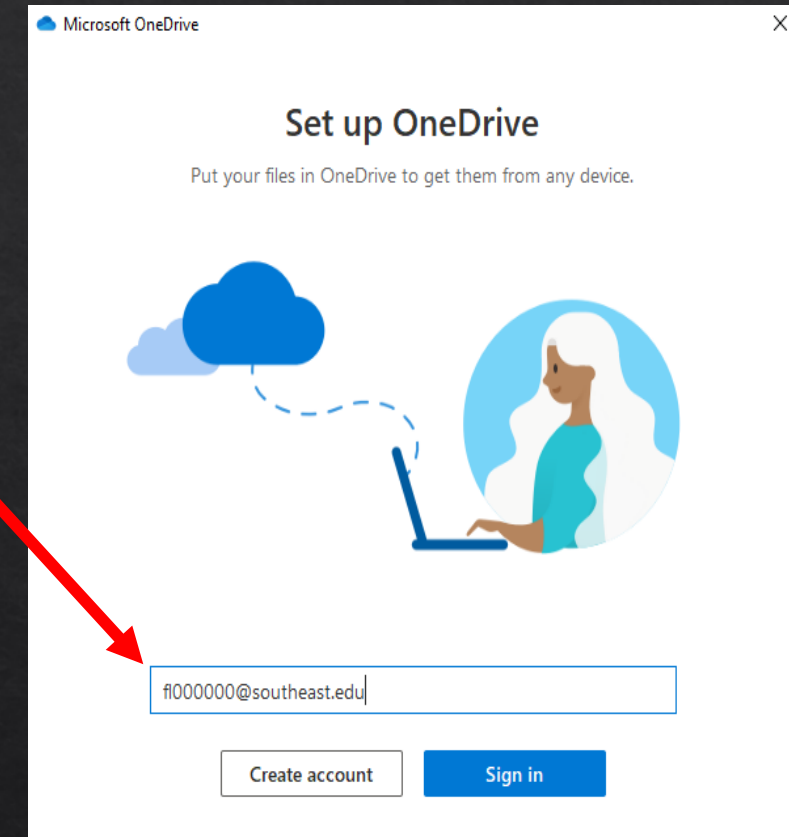 Microsoft OneDrive
Set up OneDrive
Put your files in OneDrive to get them from any device.
fl000000@southeast.edu
Create account
Sign in